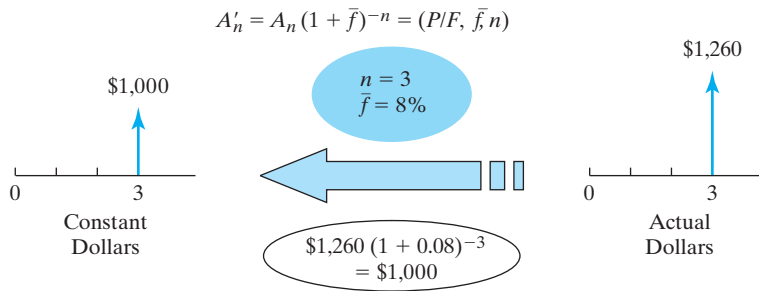 A′ₙ = Aₙ (1 + f̄)⁻ⁿ = (P/F, f̄, n)
$1,260
$1,000
n = 3
f̄ = 8%
0
3
0
3
Constant
Dollars
Actual
Dollars
$1,260 (1 + 0.08)⁻³
= $1,000